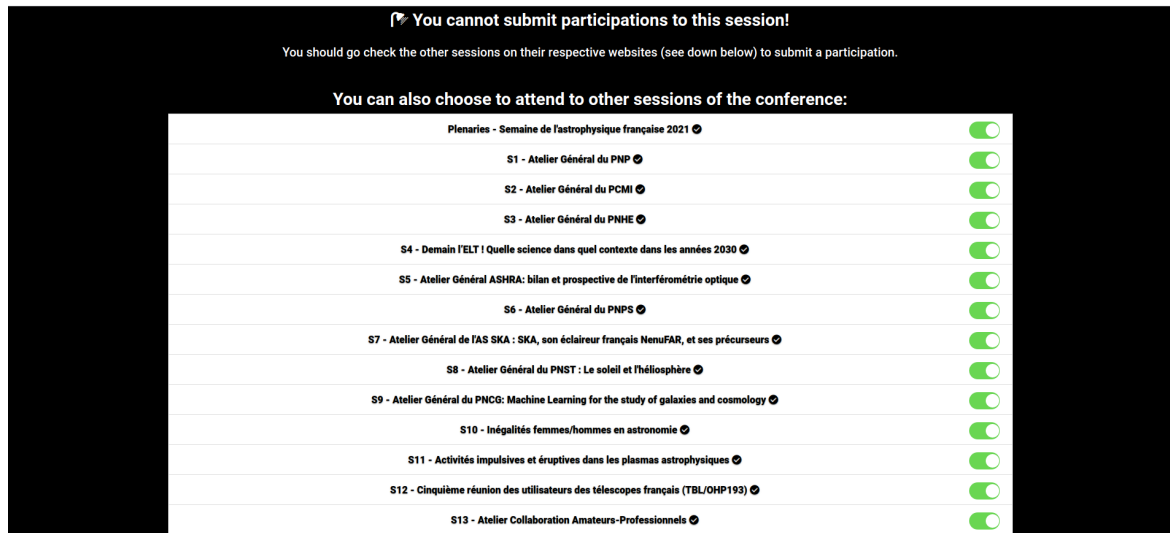 You cannot submit participations to this session!
You should go check the other sessions on their respective websites (see down below) to submit a participation.
You can also choose to attend to other sessions of the conference:
Plenaries - Semaine de l'astrophysique française 2021
S1 - Atelier Général du PNP
S2 - Atelier Général du PCMI
S3 - Atelier Général du PNHE
S4 - Demain l'ELT ! Quelle science dans quel contexte dans les années 2030
S5 - Atelier Général ASHRA: bilan et prospective de l'interférométrie optique
S6 - Atelier Général du PNPS
S7 - Atelier Général de l'AS SKA : SKA, son éclaireur français NenuFAR, et ses précurseurs
S8 - Atelier Général du PNST : Le soleil et l'héliosphère
S9 - Atelier Général du PNCG: Machine Learning for the study of galaxies and cosmology
S10 - Inégalités femmes/hommes en astronomie
S11 - Activités impulsives et éruptives dans les plasmas astrophysiques
S12 - Cinquième réunion des utilisateurs des télescopes français (TBL/OHP193)
S13 - Atelier Collaboration Amateurs-Professionnels